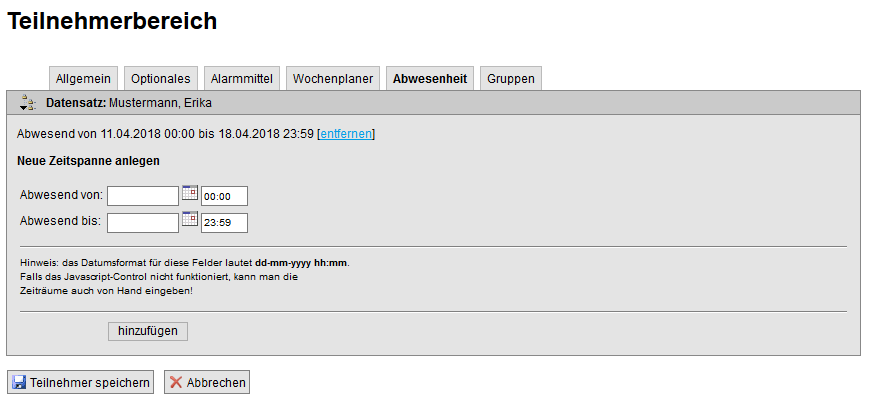 Teilnehmerbereich
Allgemein Optionales Alarmmittel Wochenplaner Abwesenheit Gruppen
Datensatz: Mustermann, Erika
Abwesend von 11.04.2018 00:00 bis 18.04.2018 23:59 [entfernen]
Neue Zeitspanne anlegen
Abwesend von: 00:00
Abwesend bis: 23:59
Hinweis: das Datumsformat für diese Felder lautet dd-mm-yyyy hh:mm.
Falls das Javascript-Control nicht funktioniert, kann man die
Zeiträume auch von Hand eingeben!
hinzufügen
Teilnehmer speichern Abbrechen